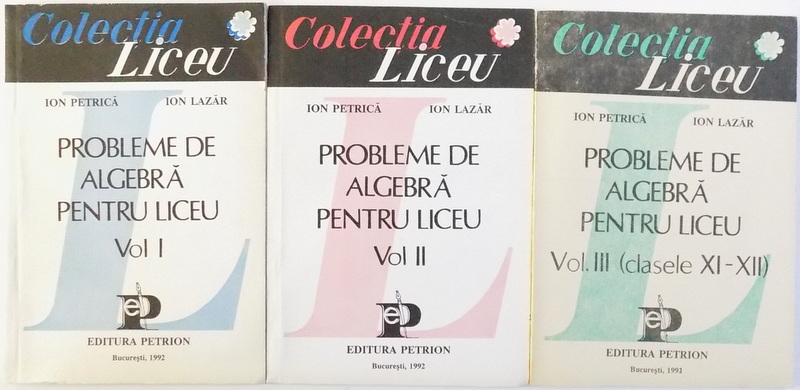 Colecția
Liceu
ION PETRICĂ ION LAZĂR
PROBLEME DE
ALGEBRĂ
PENTRU LICEU
Vol I
EDITURA PETRION
București, 1992
Colecția
Liceu
ION PETRICĂ ION LAZĂR
PROBLEME DE
ALGEBRĂ
PENTRU LICEU
Vol II
EDITURA PETRION
București, 1992
Colecția
Liceu
ION PETRICĂ ION LAZĂR
PROBLEME DE
ALGEBRĂ
PENTRU LICEU
Vol. III (clasele XI-XII)
EDITURA PETRION
București, 1991